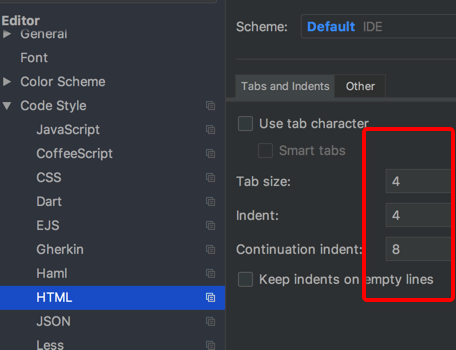 Editor
General
Font
Color Scheme
Code Style
JavaScript
CoffeeScript
CSS
Dart
EJS
Gherkin
Haml
HTML
JSON
Less
Scheme: Default IDE
Tabs and Indents Other
Use tab character
Smart tabs
Tab size: 4
Indent: 4
Continuation indent: 8
Keep indents on empty lines